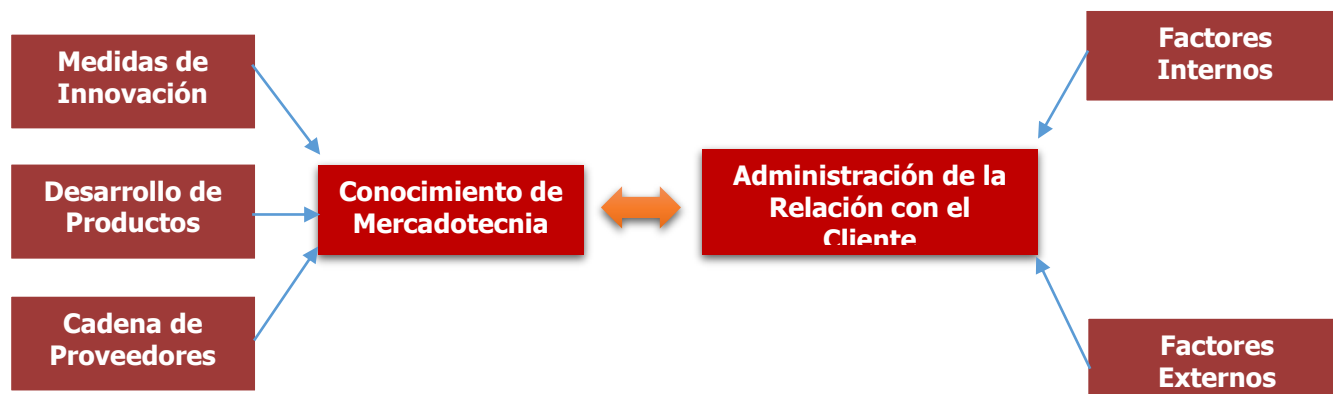 Medidas de
Innovación
Desarrollo de
Productos
Cadena de
Proveedores
Conocimiento de
Mercadotecnia
Administración de la
Relación con el
Cliente
Factores
Internos
Factores
Externos